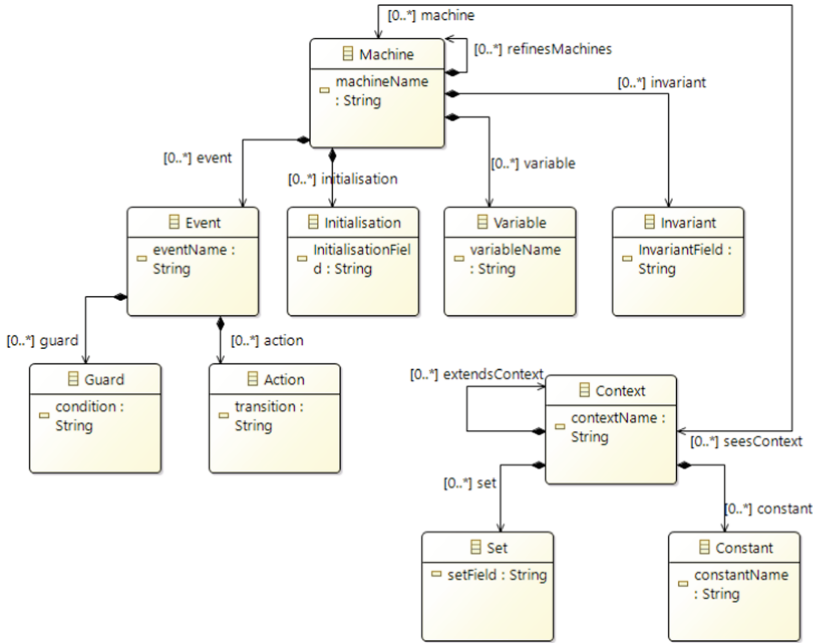 [0..*] machine
Machine
machineName
: String
[0..*] refinesMachines
[0..*] invariant
[0..*] event
[0..*] initialisation
[0..*] variable
Event
eventName :
String
Initialisation
InitialisationFiel
d : String
Variable
variableName
: String
Invariant
InvariantField :
String
[0..*] guard
[0..*] action
Guard
condition :
String
Action
transition :
String
[0..*] extendsContext
Context
contextName :
String
[0..*] seesContext
[0..*] set
[0..*] constant
Set
setField : String
Constant
constantName
: String